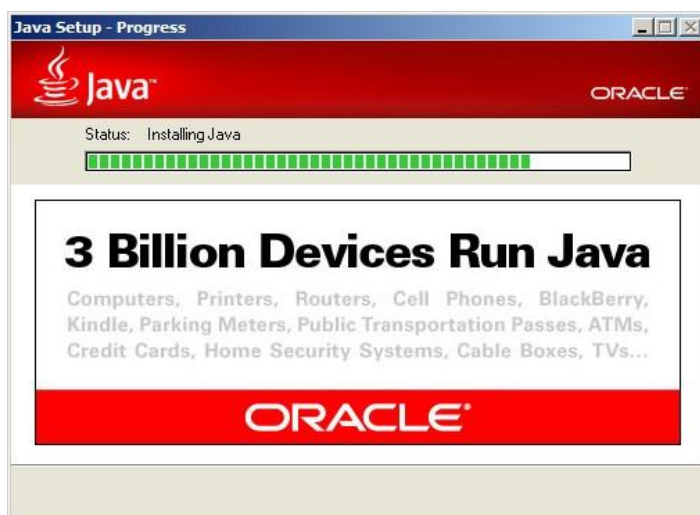 Java Setup - Progress
Java™
ORACLE®
Status: Installing Java
3 Billion Devices Run Java
Computers, Printers, Routers, Cell Phones, BlackBerry,
Kindle, Parking Meters, Public Transportation Passes, ATMs,
Credit Cards, Home Security Systems, Cable Boxes, TVs...
ORACLE®